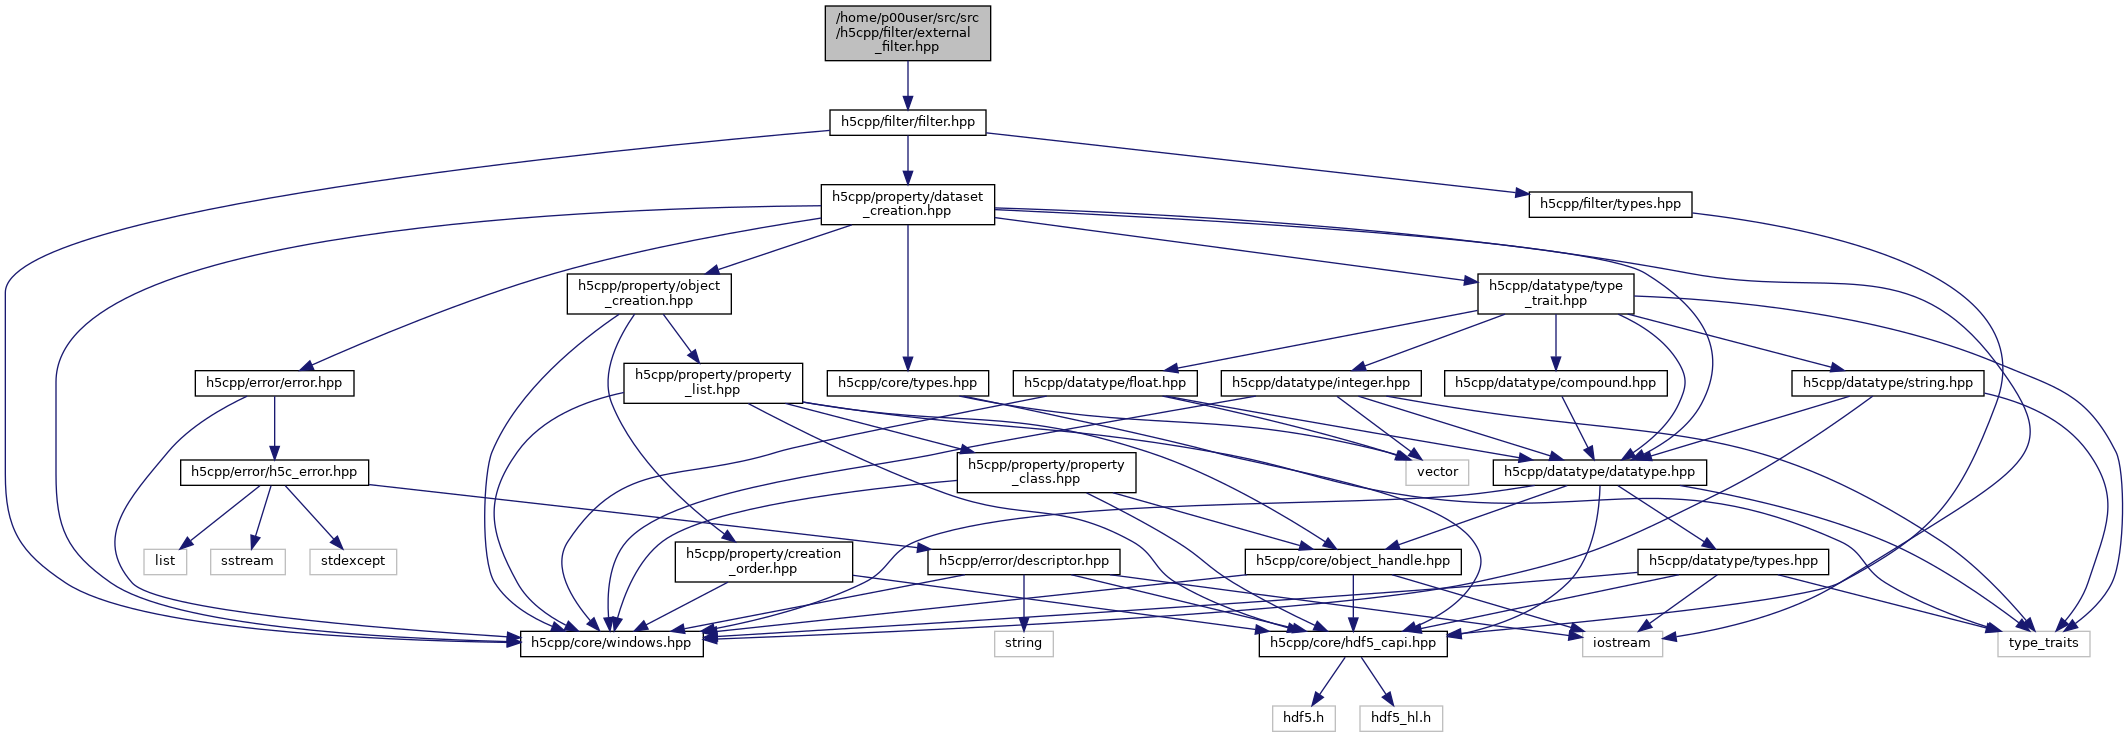 /home/p00user/src/src
/h5cpp/filter/external
_filter.hpp
h5cpp/filter/filter.hpp
h5cpp/property/dataset
_creation.hpp
h5cpp/filter/types.hpp
h5cpp/property/object
_creation.hpp
h5cpp/datatype/type
_trait.hpp
h5cpp/error/error.hpp
h5cpp/property/property
_list.hpp
h5cpp/core/types.hpp
h5cpp/datatype/float.hpp
h5cpp/datatype/integer.hpp
h5cpp/datatype/compound.hpp
h5cpp/datatype/string.hpp
h5cpp/error/h5c_error.hpp
h5cpp/property/property
_class.hpp
vector
h5cpp/datatype/datatype.hpp
list
sstream
stdexcept
h5cpp/property/creation
_order.hpp
h5cpp/error/descriptor.hpp
h5cpp/core/object_handle.hpp
h5cpp/datatype/types.hpp
h5cpp/core/windows.hpp
string
h5cpp/core/hdf5_capi.hpp
iostream
type_traits
hdf5.h
hdf5_hl.h